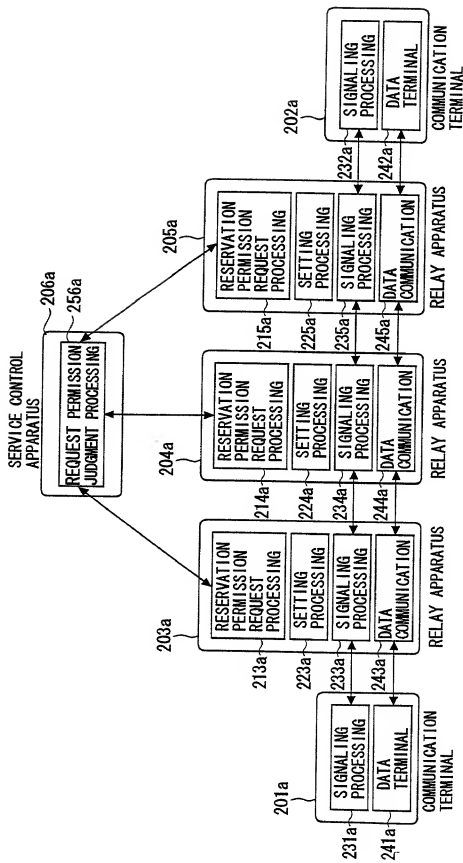 SERVICE CONTROL
APPARATUS
206a
256a
REQUEST PERMISSION
JUDGMENT PROCESSING
203a
RESERVATION
PERMISSION
REQUEST
PROCESSING
213a
SETTING
PROCESSING
223a
SIGNALING
PROCESSING
233a
DATA
COMMUNICATION
243a
RELAY APPARATUS
204a
RESERVATION
PERMISSION
REQUEST
PROCESSING
214a
SETTING
PROCESSING
224a
SIGNALING
PROCESSING
234a
DATA
COMMUNICATION
244a
RELAY APPARATUS
205a
RESERVATION
PERMISSION
REQUEST
PROCESSING
215a
SETTING
PROCESSING
225a
SIGNALING
PROCESSING
235a
DATA
COMMUNICATION
245a
RELAY APPARATUS
201a
SIGNALING
PROCESSING
231a
DATA
TERMINAL
241a
COMMUNICATION
TERMINAL
202a
SIGNALING
PROCESSING
232a
DATA
TERMINAL
242a
COMMUNICATION
TERMINAL